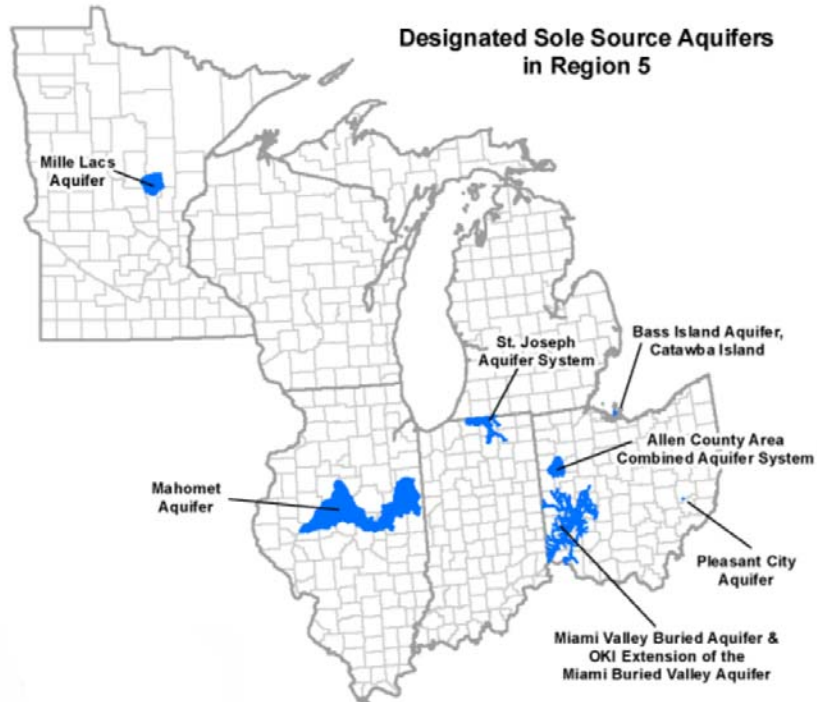 Designated Sole Source Aquifers
in Region 5
Mille Lacs
Aquifer
St. Joseph
Aquifer System
Bass Island Aquifer,
Catawba Island
Allen County Area
Combined Aquifer System
Mahomet
Aquifer
Pleasant City
Aquifer
Miami Valley Buried Aquifer &
OKI Extension of the
Miami Buried Valley Aquifer